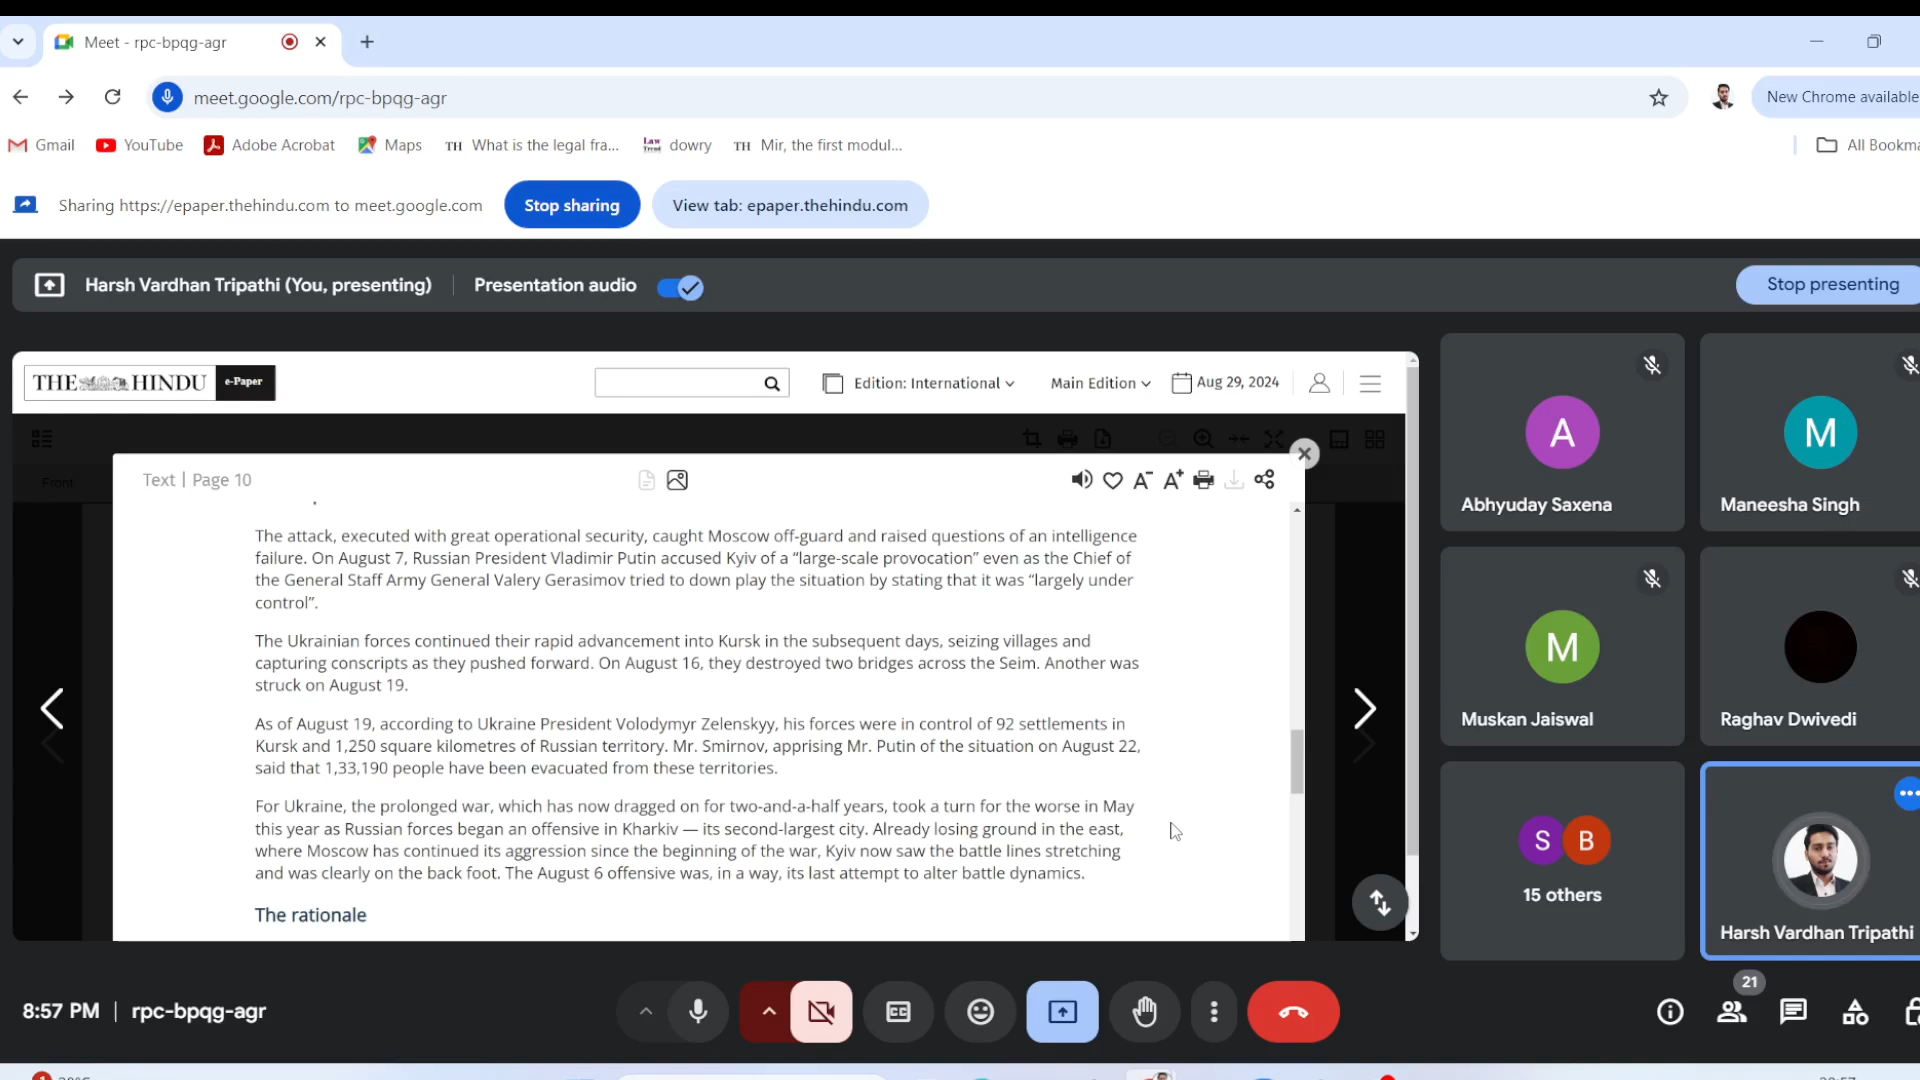 Meet - rpc-bpqg-agr
meet.google.com/rpc-bpqg-agr
New Chrome available
Gmail
YouTube
Adobe Acrobat
Maps
TH What is the legal fra...
Law Trend dowry
TH Mir, the first modul...
All Bookma
Sharing https://epaper.thehindu.com to meet.google.com
Stop sharing
View tab: epaper.thehindu.com
Harsh Vardhan Tripathi (You, presenting)
Presentation audio
Stop presenting
THE HINDU
e-Paper
Edition: International
Main Edition
Aug 29, 2024
Front
Text | Page 10
A-
A+
The attack, executed with great operational security, caught Moscow off-guard and raised questions of an intelligence
failure. On August 7, Russian President Vladimir Putin accused Kyiv of a “large-scale provocation” even as the Chief of
the General Staff Army General Valery Gerasimov tried to down play the situation by stating that it was “largely under
control”.
The Ukrainian forces continued their rapid advancement into Kursk in the subsequent days, seizing villages and
capturing conscripts as they pushed forward. On August 16, they destroyed two bridges across the Seim. Another was
struck on August 19.
As of August 19, according to Ukraine President Volodymyr Zelenskyy, his forces were in control of 92 settlements in
Kursk and 1,250 square kilometres of Russian territory. Mr. Smirnov, apprising Mr. Putin of the situation on August 22,
said that 1,33,190 people have been evacuated from these territories.
For Ukraine, the prolonged war, which has now dragged on for two-and-a-half years, took a turn for the worse in May
this year as Russian forces began an offensive in Kharkiv — its second-largest city. Already losing ground in the east,
where Moscow has continued its aggression since the beginning of the war, Kyiv now saw the battle lines stretching
and was clearly on the back foot. The August 6 offensive was, in a way, its last attempt to alter battle dynamics.
The rationale
A
Abhyuday Saxena
M
Maneesha Singh
M
Muskan Jaiswal
Raghav Dwivedi
S B
15 others
Harsh Vardhan Tripathi
8:57 PM | rpc-bpqg-agr
CC
21